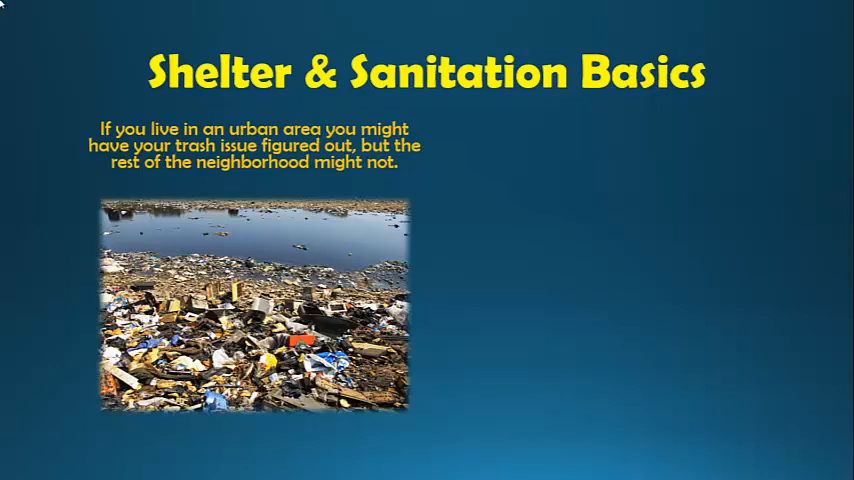 Shelter & Sanitation Basics
If you live in an urban area you might
have your trash issue figured out, but the
rest of the neighborhood might not.